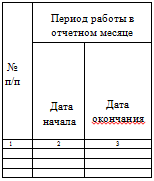 Период работы в
отчетном месяце
№
п/п
Дата
начала
Дата
окончания
1 2 3